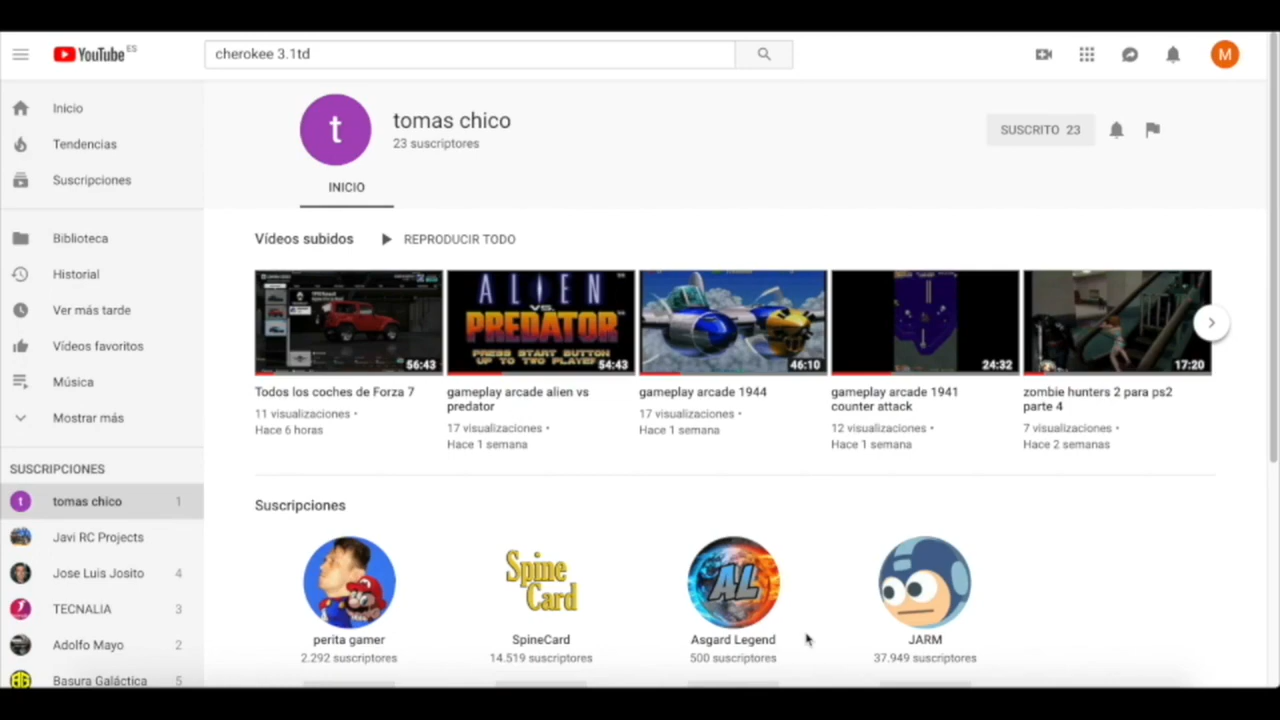 YouTube ES
cherokee 3.1td
M
Inicio
Tendencias
Suscripciones
Biblioteca
Historial
Ver más tarde
Vídeos favoritos
Música
Mostrar más
SUSCRIPCIONES
t tomas chico 1
Javi RC Projects
Jose Luis Josito 4
TECNALIA 3
Adolfo Mayo 2
Basura Galáctica 5
t
tomas chico
23 suscriptores
SUSCRITO 23
INICIO
Vídeos subidos
REPRODUCIR TODO
56:43
Todos los coches de Forza 7
11 visualizaciones •
Hace 6 horas
ALIEN
VS.
PREDATOR
PRESS START BUTTON
UP TO TWO PLAYER
54:43
gameplay arcade alien vs
predator
17 visualizaciones •
Hace 1 semana
46:10
gameplay arcade 1944
17 visualizaciones •
Hace 1 semana
24:32
gameplay arcade 1941
counter attack
12 visualizaciones •
Hace 1 semana
17:20
zombie hunters 2 para ps2
parte 4
7 visualizaciones •
Hace 2 semanas
Suscripciones
perita gamer
2.292 suscriptores
Spine
Card
SpineCard
14.519 suscriptores
AL
Asgard Legend
500 suscriptores
JARM
37.949 suscriptores